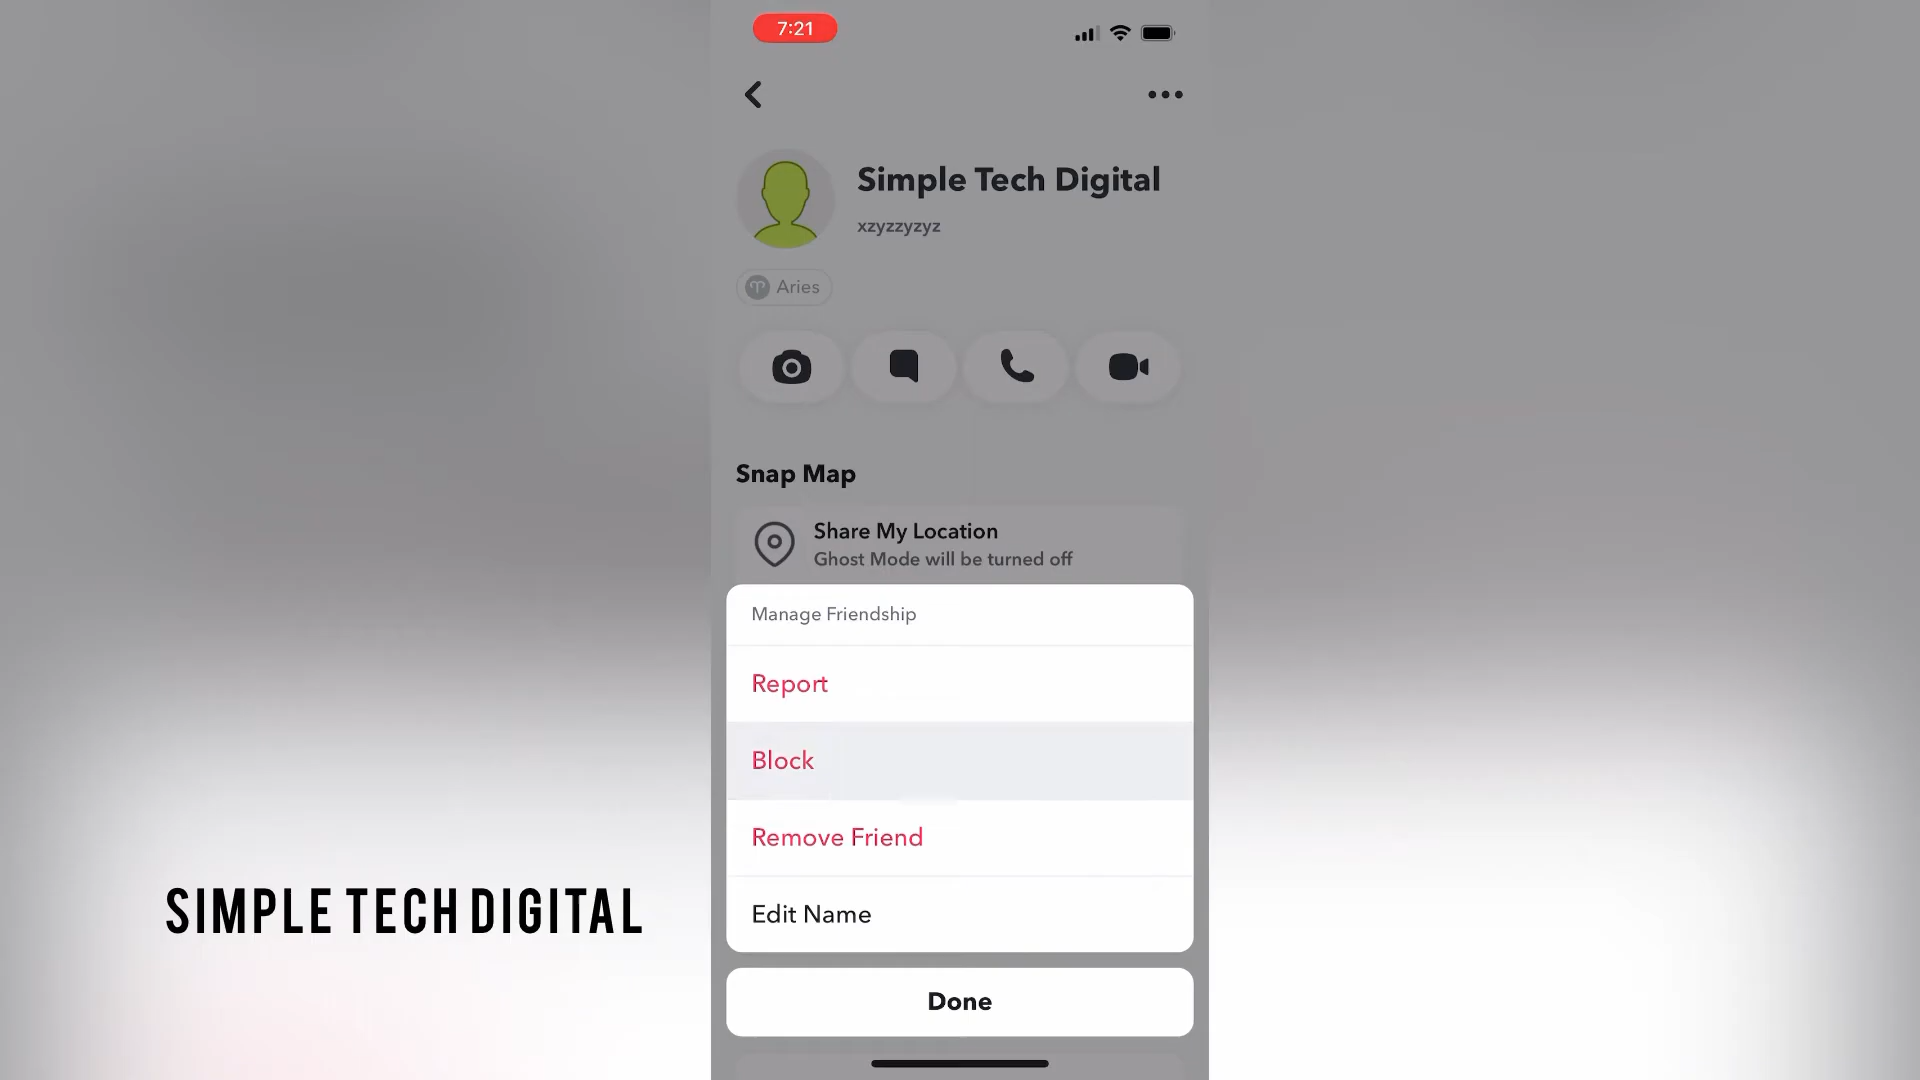 7:21
Simple Tech Digital
xzyzzyzyz
Aries
Snap Map
Share My Location
Ghost Mode will be turned off
Manage Friendship
Report
Block
Remove Friend
Edit Name
Done
SIMPLE TECH DIGITAL